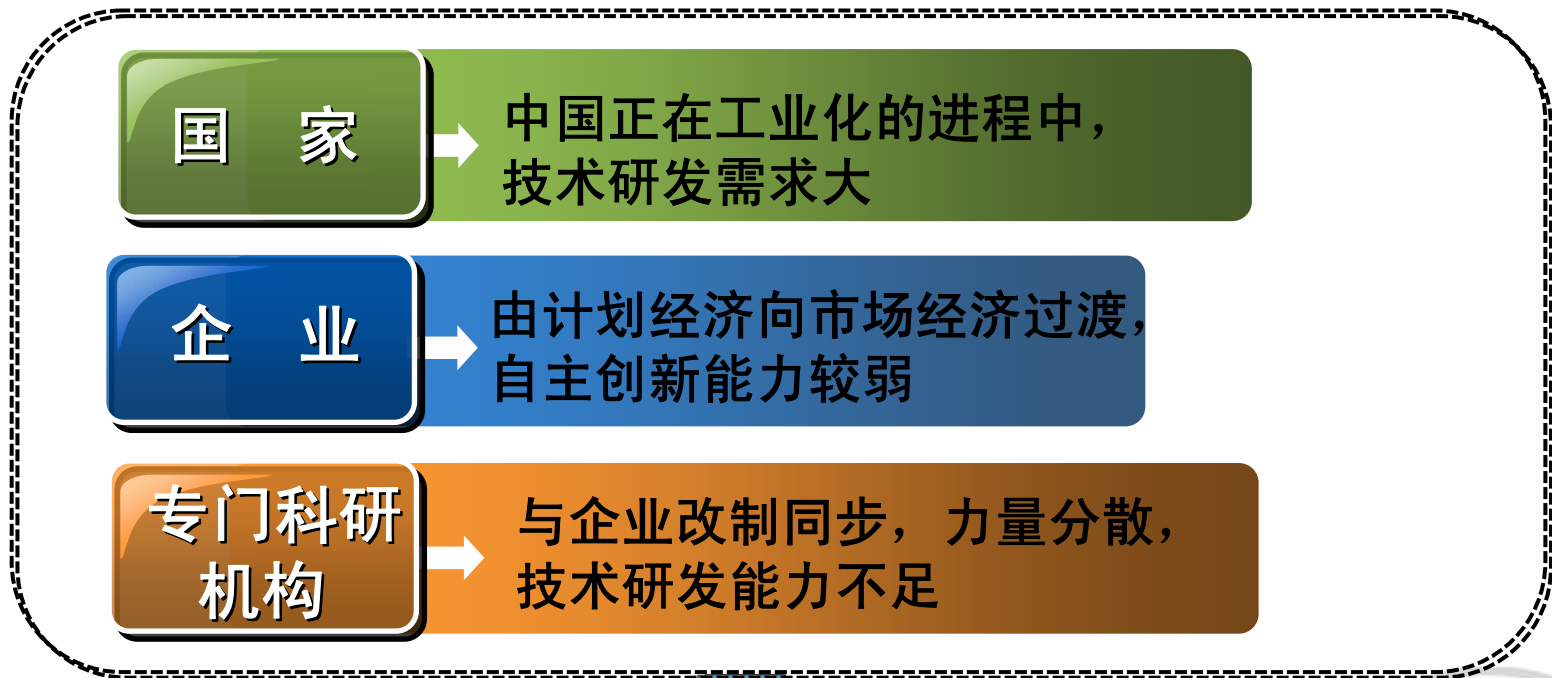 国 家
中国正在工业化的进程中，
技术研发需求大
企 业
由计划经济向市场经济过渡，
自主创新能力较弱
专门科研
机构
与企业改制同步，力量分散，
技术研发能力不足